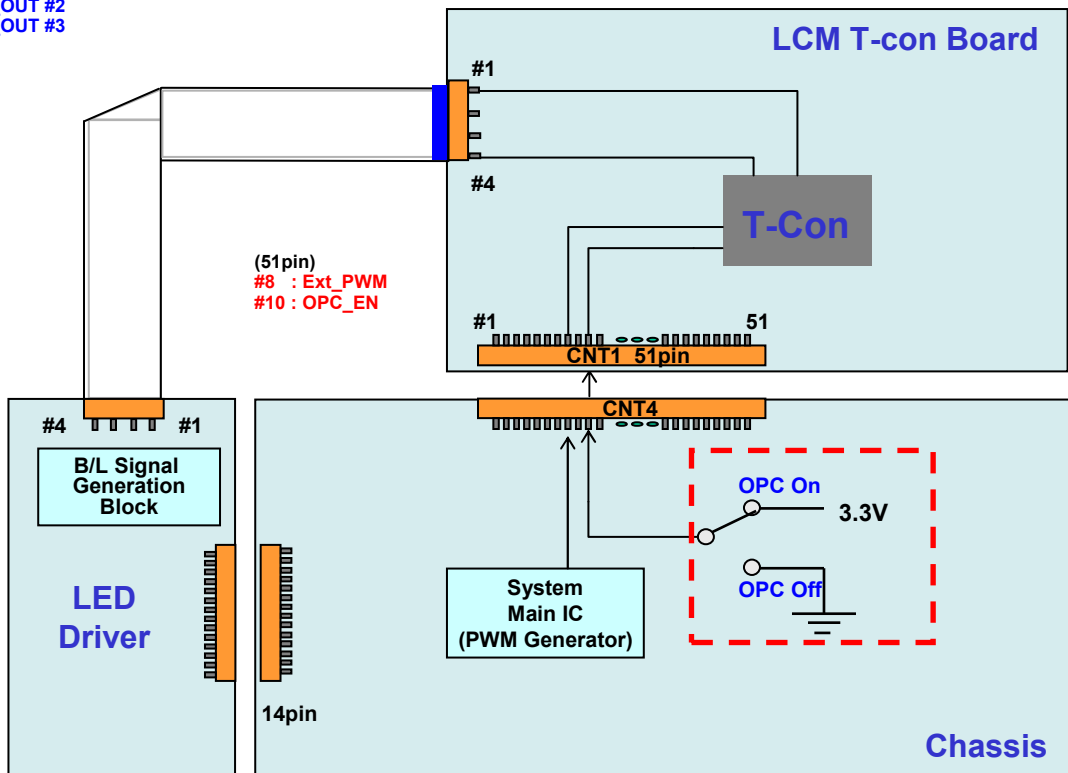 OUT #2
OUT #3
LCM T-con Board
#1
#4
T-Con
(51pin)
#8 : Ext_PWM
#10 : OPC_EN
#1
51
CNT1 51pin
CNT4
#4
#1
B/L Signal
Generation
Block
OPC On
3.3V
OPC Off
System
Main IC
(PWM Generator)
LED
Driver
14pin
Chassis